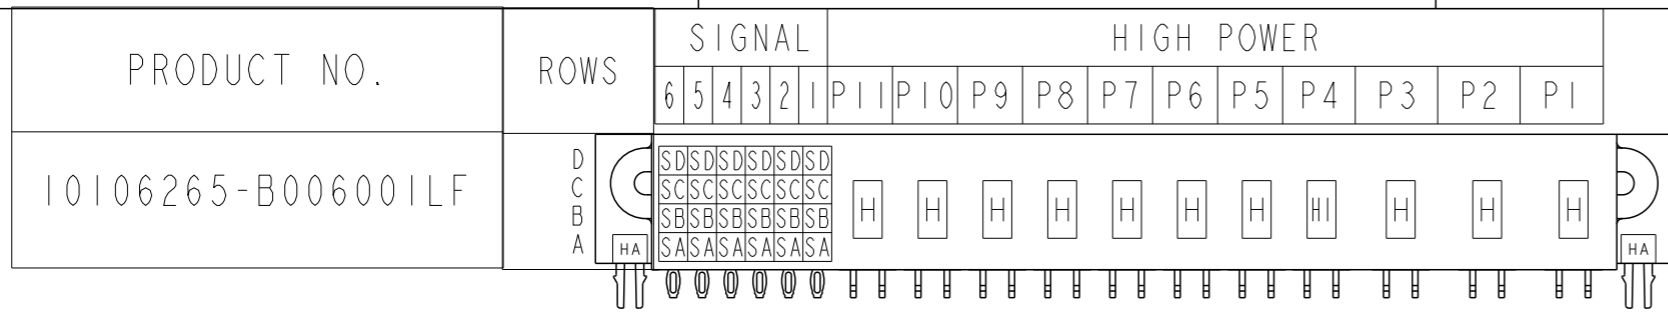 PRODUCT NO. ROWS SIGNAL HIGH POWER
6 5 4 3 2 1 P11 P10 P9 P8 P7 P6 P5 P4 P3 P2 P1
10106265-B006001LF
D SD SD SD SD SD SD
C SC SC SC SC SC SC
B SB SB SB SB SB SB
A SA SA SA SA SA SA
H H H H H H H H1 H H H
HA HA